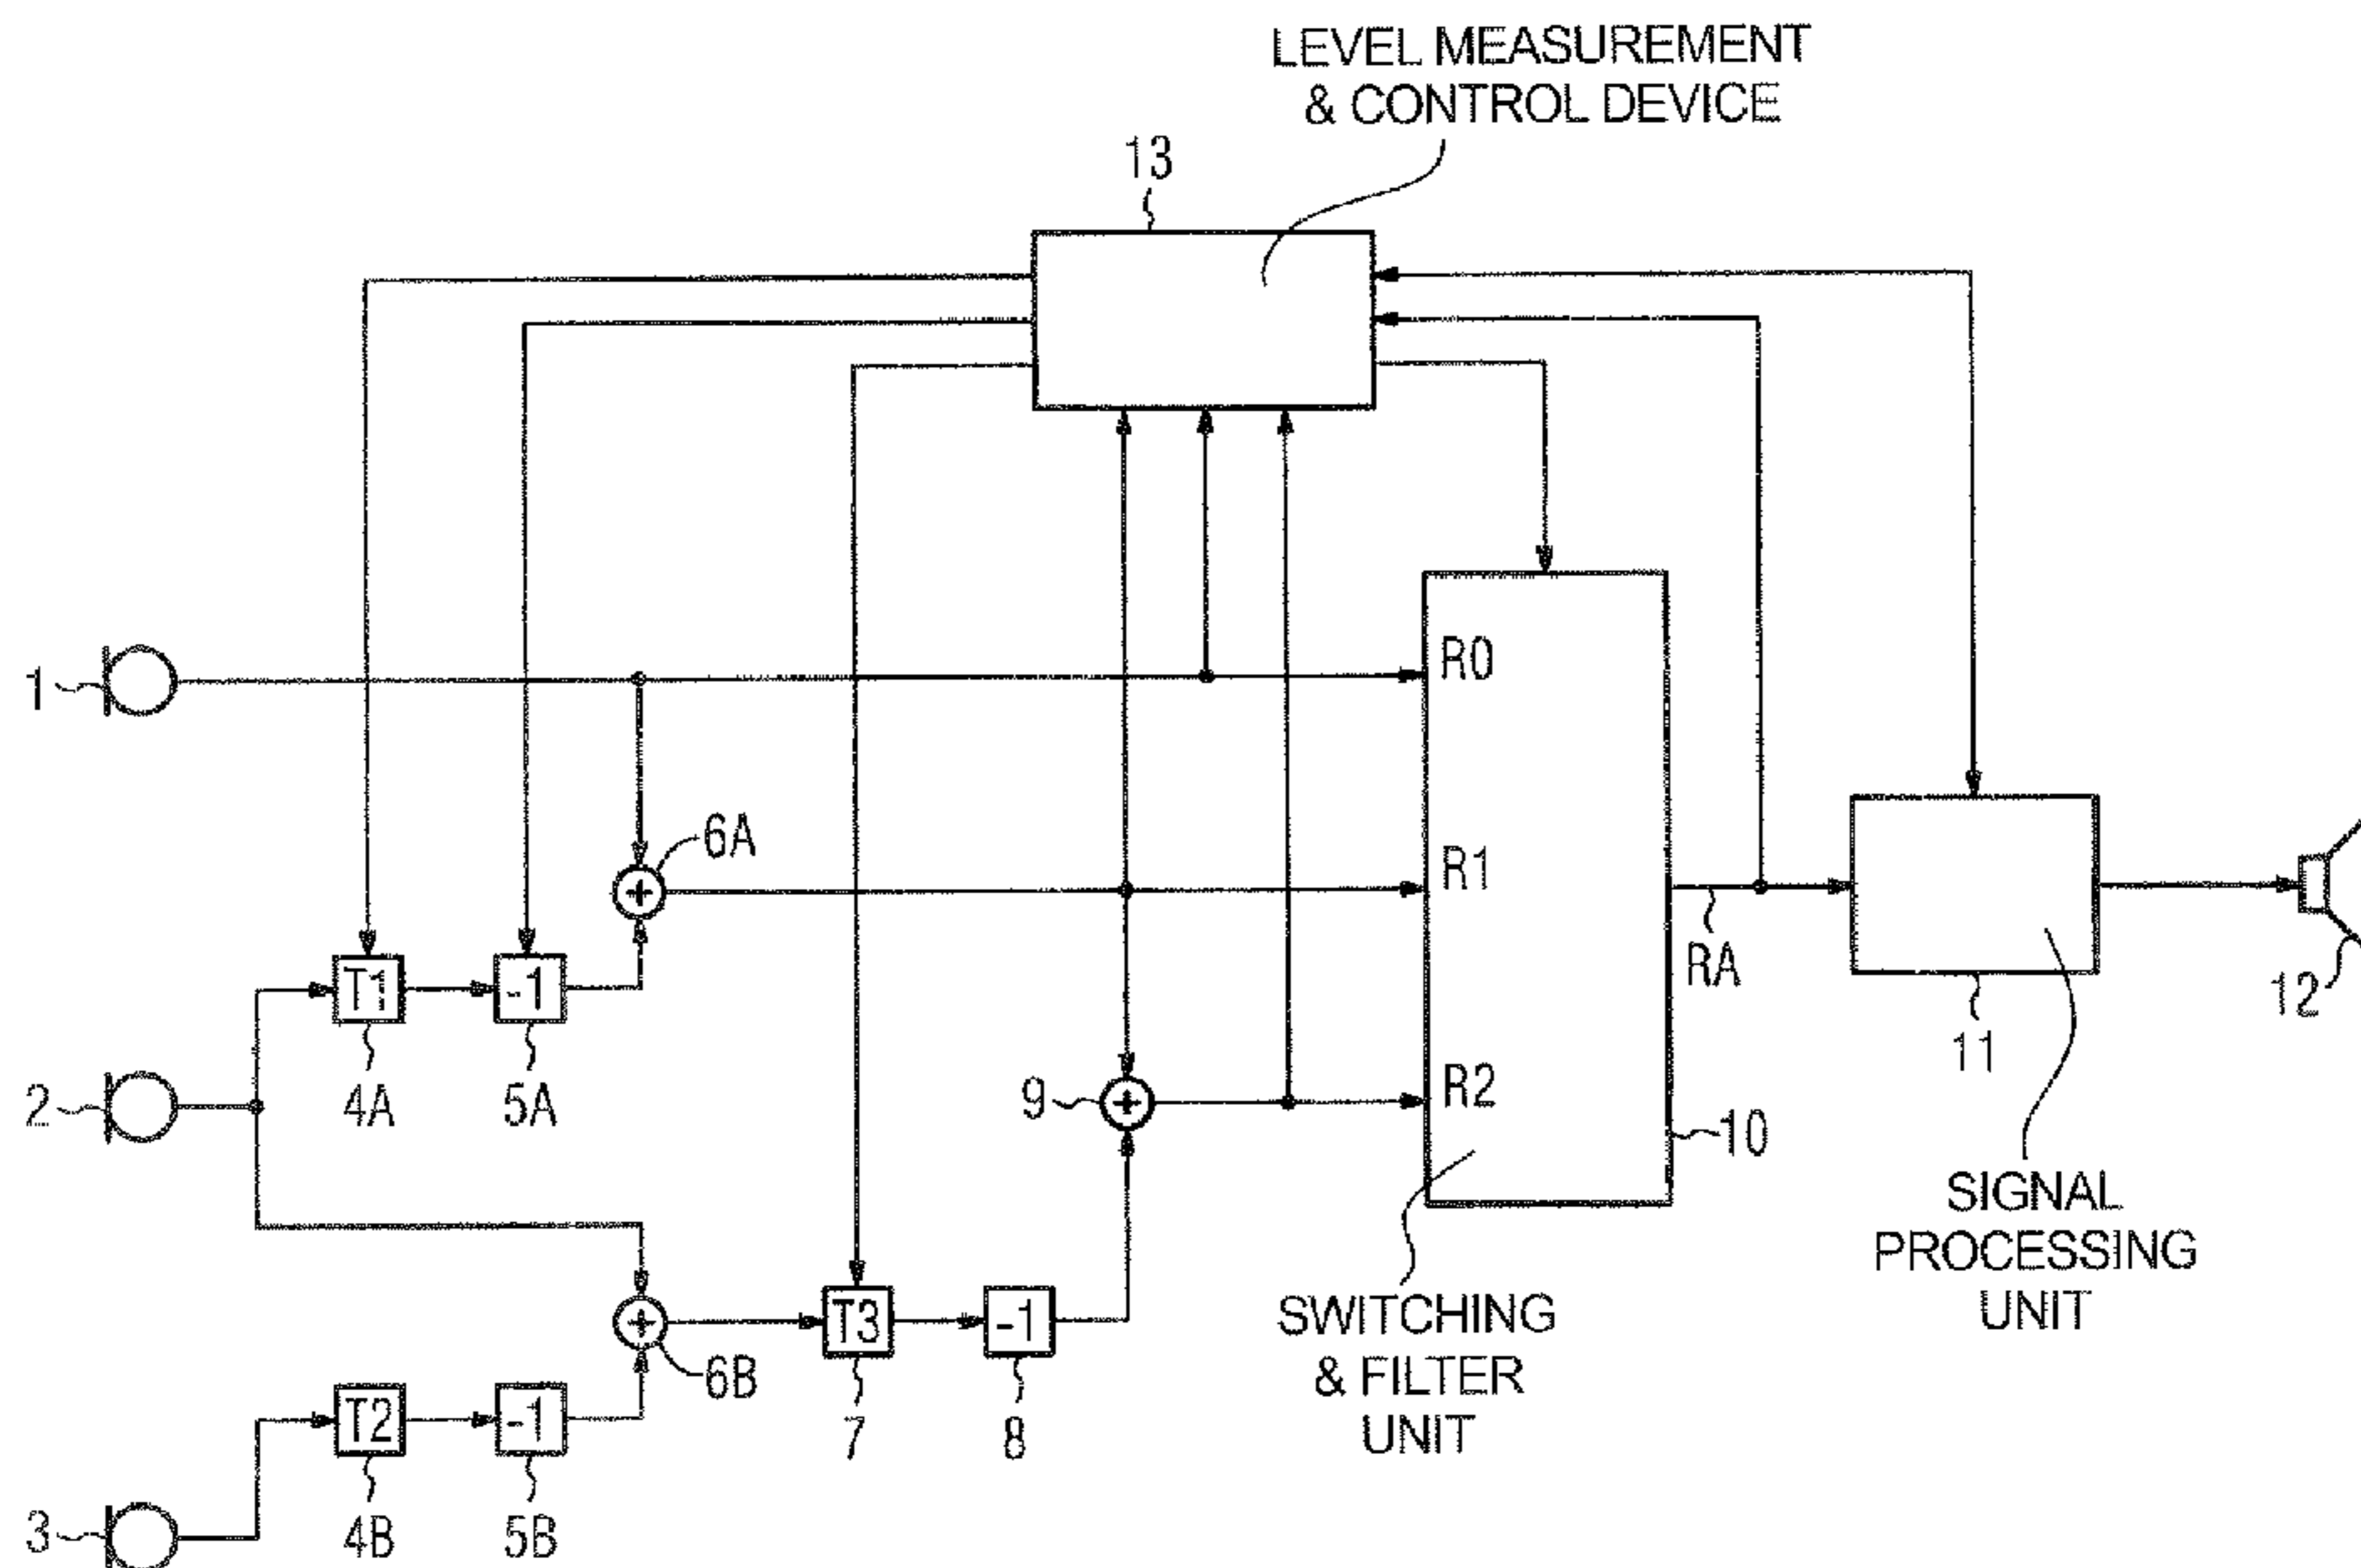 LEVEL MEASUREMENT
& CONTROL DEVICE
13
1
R0
6A
R1
RA
T1
-1
12
11
2
4A
5A
9
+
+
R2
10
SIGNAL
PROCESSING
UNIT
+
T3
-1
SWITCHING
& FILTER
UNIT
6B
T2
-1
7
8
3
4B
5B